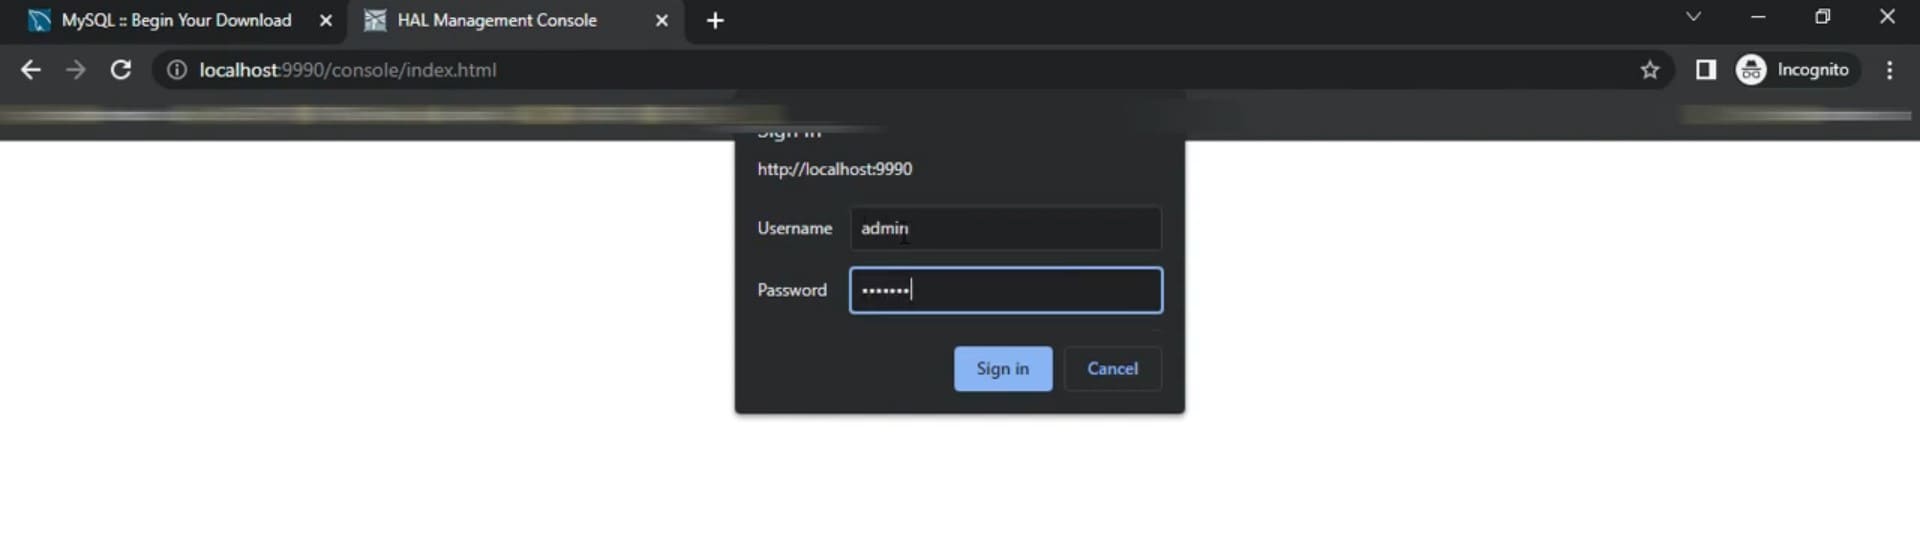 MySQL :: Begin Your Download
HAL Management Console
localhost:9990/console/index.html
Incognito
Sign in
http://localhost:9990
Username admin
Password •••••••
Sign in Cancel